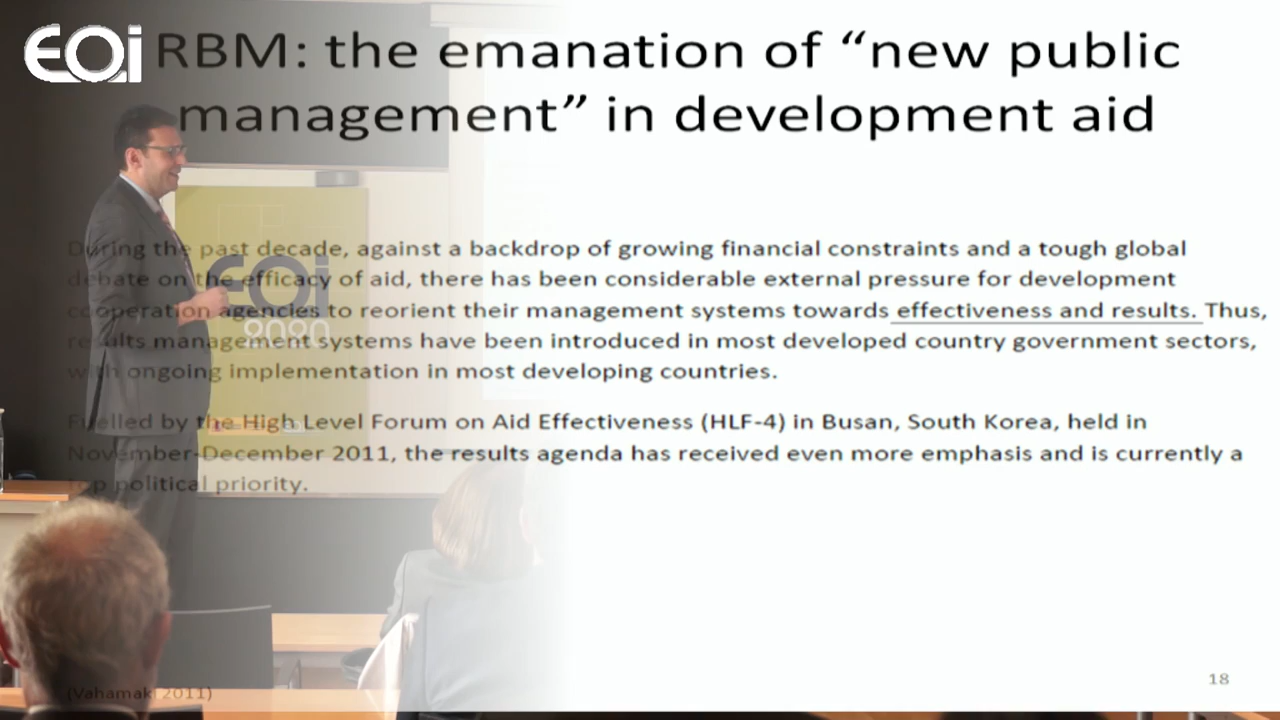 EOi
RBM: the emanation of “new public
management” in development aid
During the past decade, against a backdrop of growing financial constraints and a tough global
debate on the efficacy of aid, there has been considerable external pressure for development
cooperation agencies to reorient their management systems towards effectiveness and results. Thus,
results management systems have been introduced in most developed country government sectors,
with ongoing implementation in most developing countries.
EOi
2020
Fuelled by the High Level Forum on Aid Effectiveness (HLF-4) in Busan, South Korea, held in
November-December 2011, the results agenda has received even more emphasis and is currently a
top political priority.
(Vahamaki 2011)
18